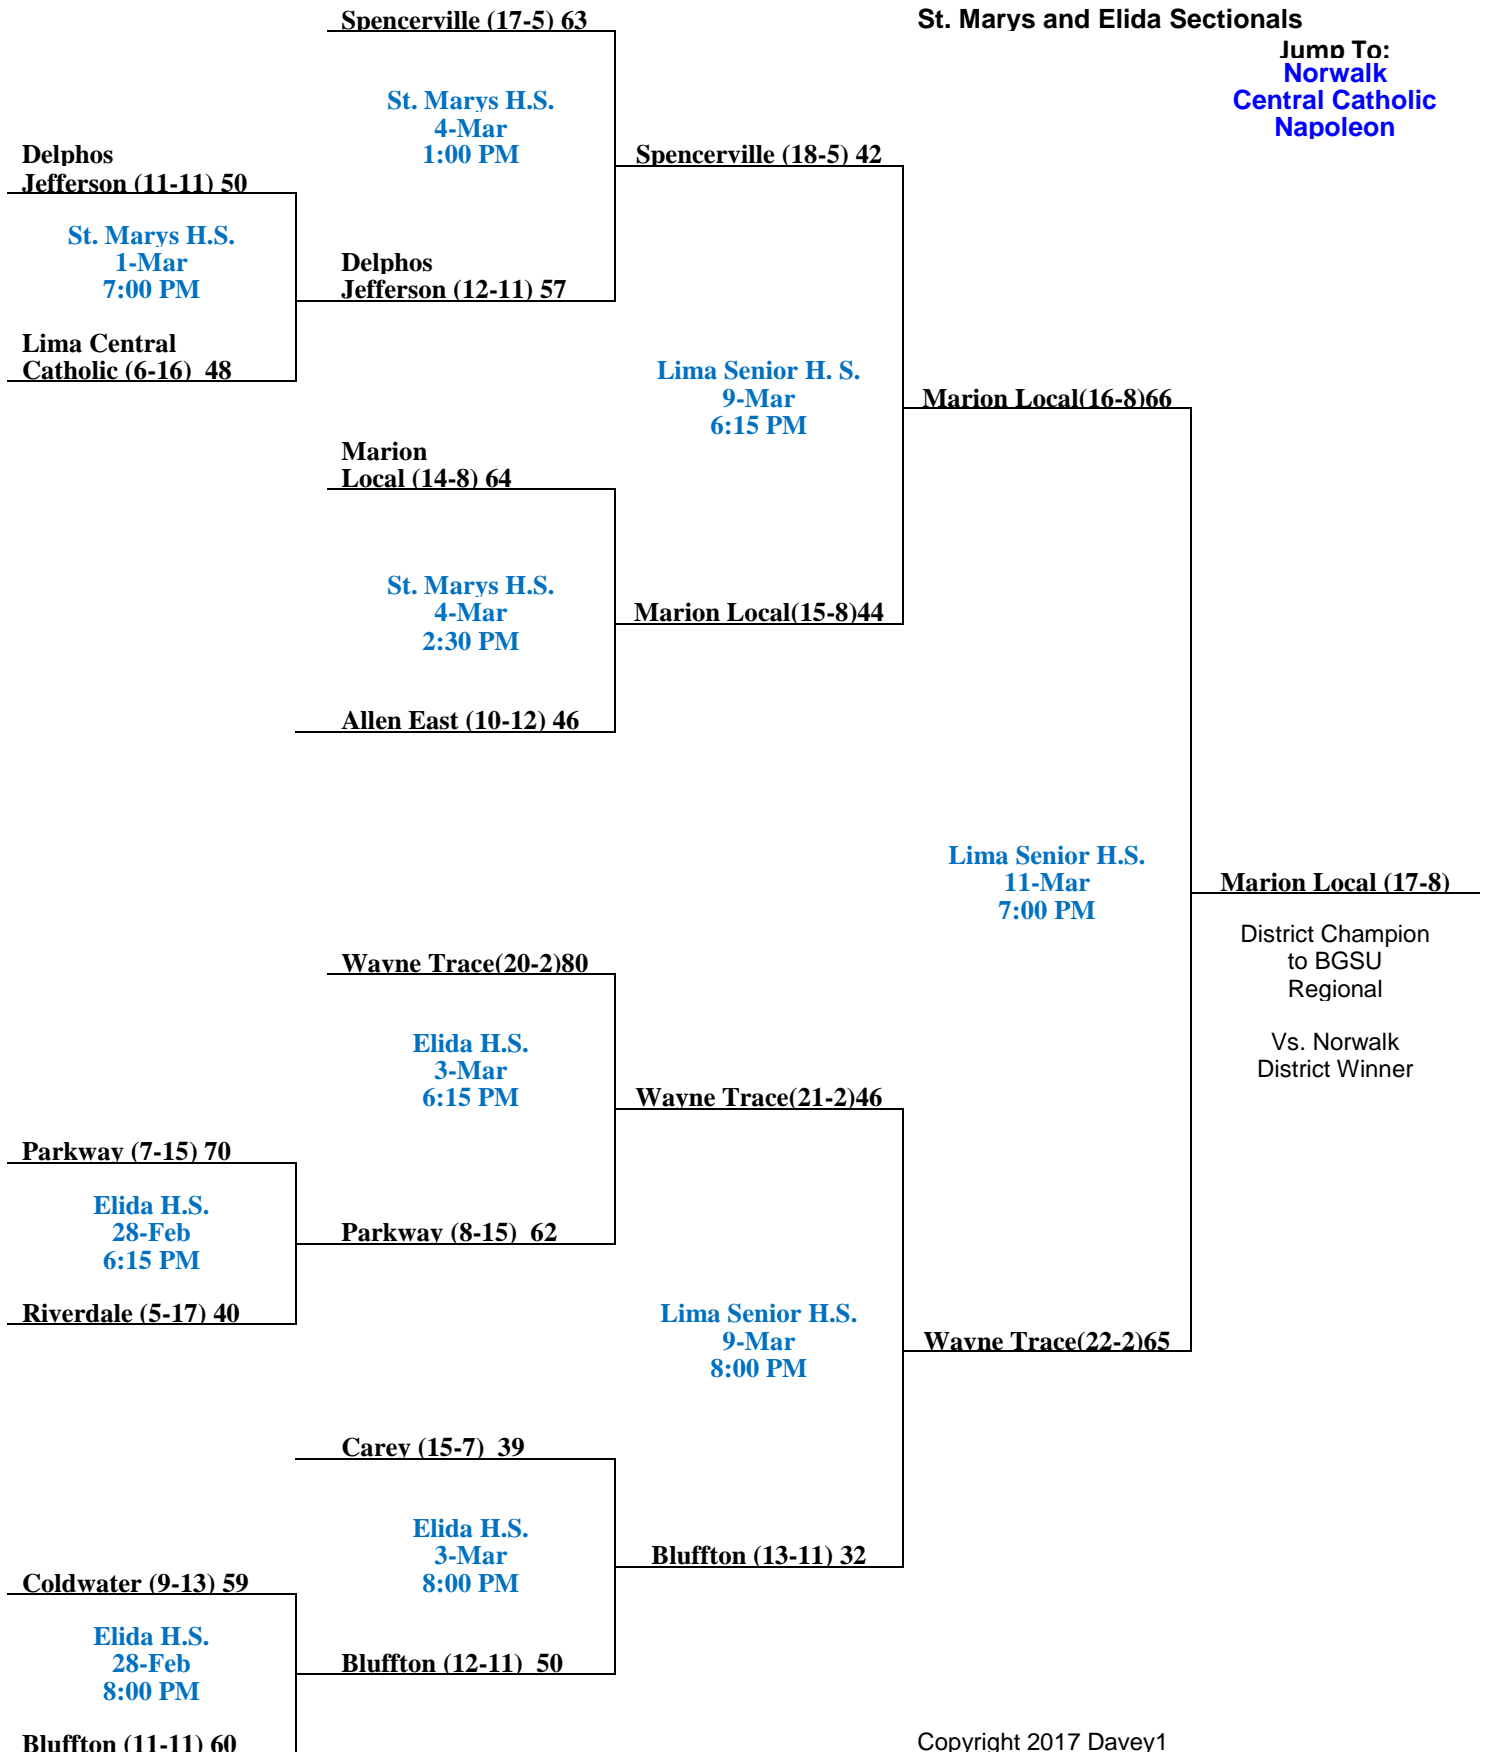 Spencerville (17-5) 63
St. Marys and Elida Sectionals
Jump To:
Norwalk
Central Catholic
Napoleon
St. Marys H.S.
4-Mar
1:00 PM
Delphos
Jefferson (11-11) 50
Spencerville (18-5) 42
St. Marys H.S.
1-Mar
7:00 PM
Delphos
Jefferson (12-11) 57
Lima Central
Catholic (6-16)  48
Lima Senior H. S.
9-Mar
6:15 PM
Marion Local(16-8)66
Marion
Local (14-8) 64
St. Marys H.S.
4-Mar
2:30 PM
Marion Local(15-8)44
Allen East (10-12) 46
Lima Senior H.S.
11-Mar
7:00 PM
Marion Local (17-8)
District Champion
to BGSU
Regional
Vs. Norwalk
District Winner
Wayne Trace(20-2)80
Elida H.S.
3-Mar
6:15 PM
Wayne Trace(21-2)46
Parkway (7-15) 70
Elida H.S.
28-Feb
6:15 PM
Parkway (8-15)  62
Riverdale (5-17) 40
Lima Senior H.S.
9-Mar
8:00 PM
Wayne Trace(22-2)65
Carey (15-7)  39
Elida H.S.
3-Mar
8:00 PM
Bluffton (13-11) 32
Coldwater (9-13) 59
Elida H.S.
28-Feb
8:00 PM
Bluffton (12-11)  50
Bluffton (11-11) 60
Copyright 2017 Davey1